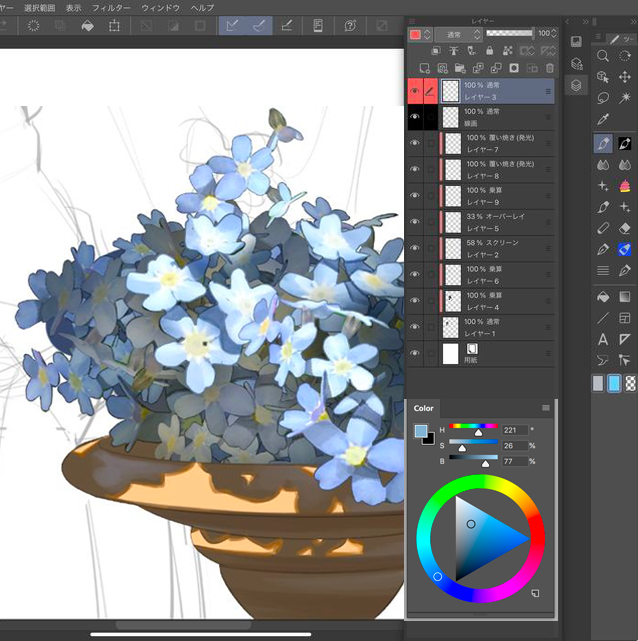 ヤー 選択範囲 表示 フィルター ウィンドウ ヘルプ
レイヤー
通常 100
100 % 通常
レイヤー 3
100 % 通常
線画
100 % 覆い焼き(発光)
レイヤー 7
100 % 覆い焼き(発光)
レイヤー 8
100 % 乗算
レイヤー 9
33 % オーバーレイ
レイヤー 5
58 % スクリーン
レイヤー 2
100 % 乗算
レイヤー 6
100 % 乗算
レイヤー 4
100 % 通常
レイヤー 1
用紙
Color
H 221 °
S 26 %
B 77 %
ツー
A